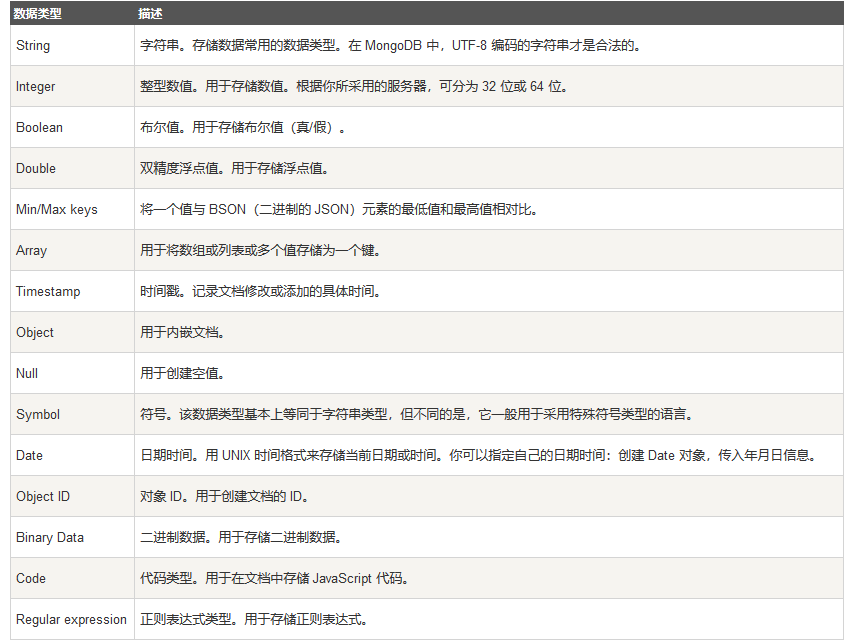 数据类型 描述
String 字符串。存储数据常用的数据类型。在 MongoDB 中，UTF-8 编码的字符串才是合法的。
Integer 整型数值。用于存储数值。根据你所采用的服务器，可分为 32 位或 64 位。
Boolean 布尔值。用于存储布尔值（真/假）。
Double 双精度浮点值。用于存储浮点值。
Min/Max keys 将一个值与 BSON（二进制的 JSON）元素的最低值和最高值相对比。
Array 用于将数组或列表或多个值存储为一个键。
Timestamp 时间戳。记录文档修改或添加的具体时间。
Object 用于内嵌文档。
Null 用于创建空值。
Symbol 符号。该数据类型基本上等同于字符串类型，但不同的是，它一般用于采用特殊符号类型的语言。
Date 日期时间。用 UNIX 时间格式来存储当前日期或时间。你可以指定自己的日期时间：创建 Date 对象，传入年月日信息。
Object ID 对象 ID。用于创建文档的 ID。
Binary Data 二进制数据。用于存储二进制数据。
Code 代码类型。用于在文档中存储 JavaScript 代码。
Regular expression 正则表达式类型。用于存储正则表达式。